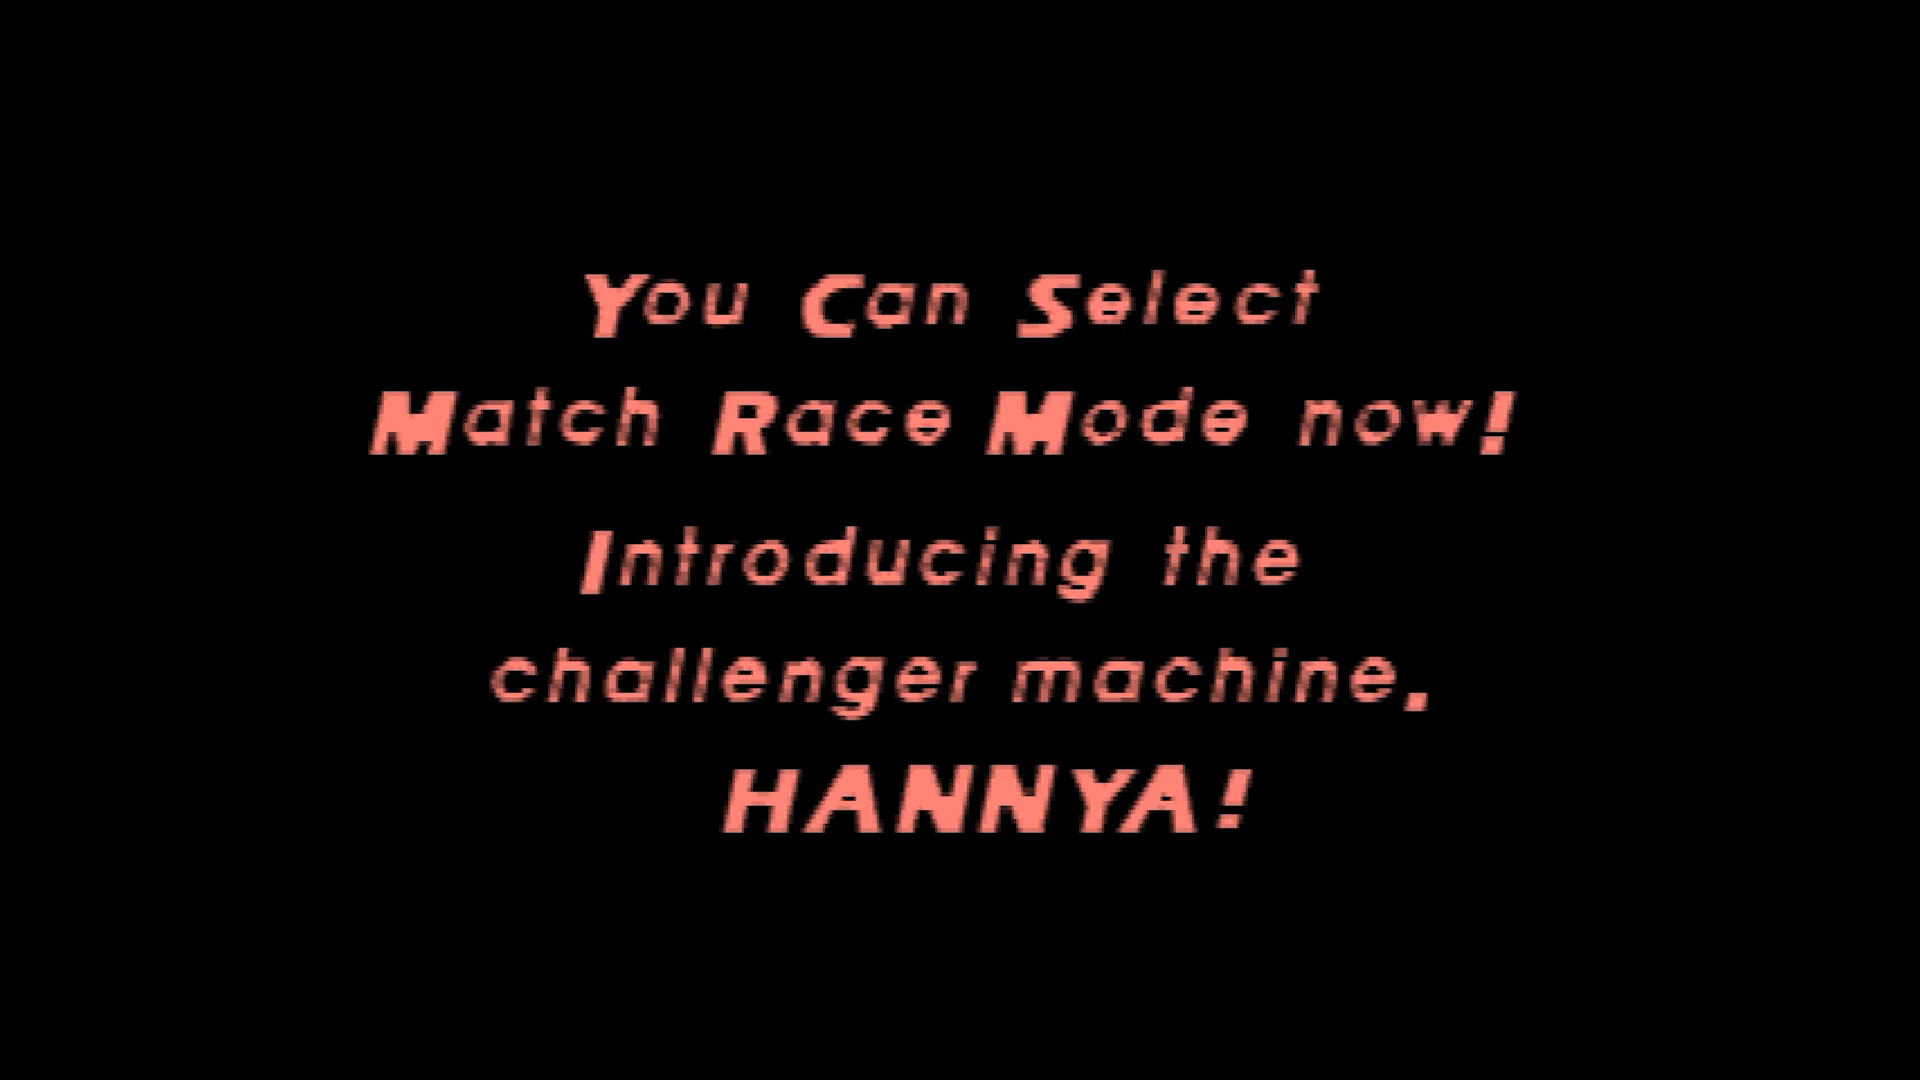 You Can Select
Match Race Mode now!
Introducing the
challenger machine.
HANNYA!